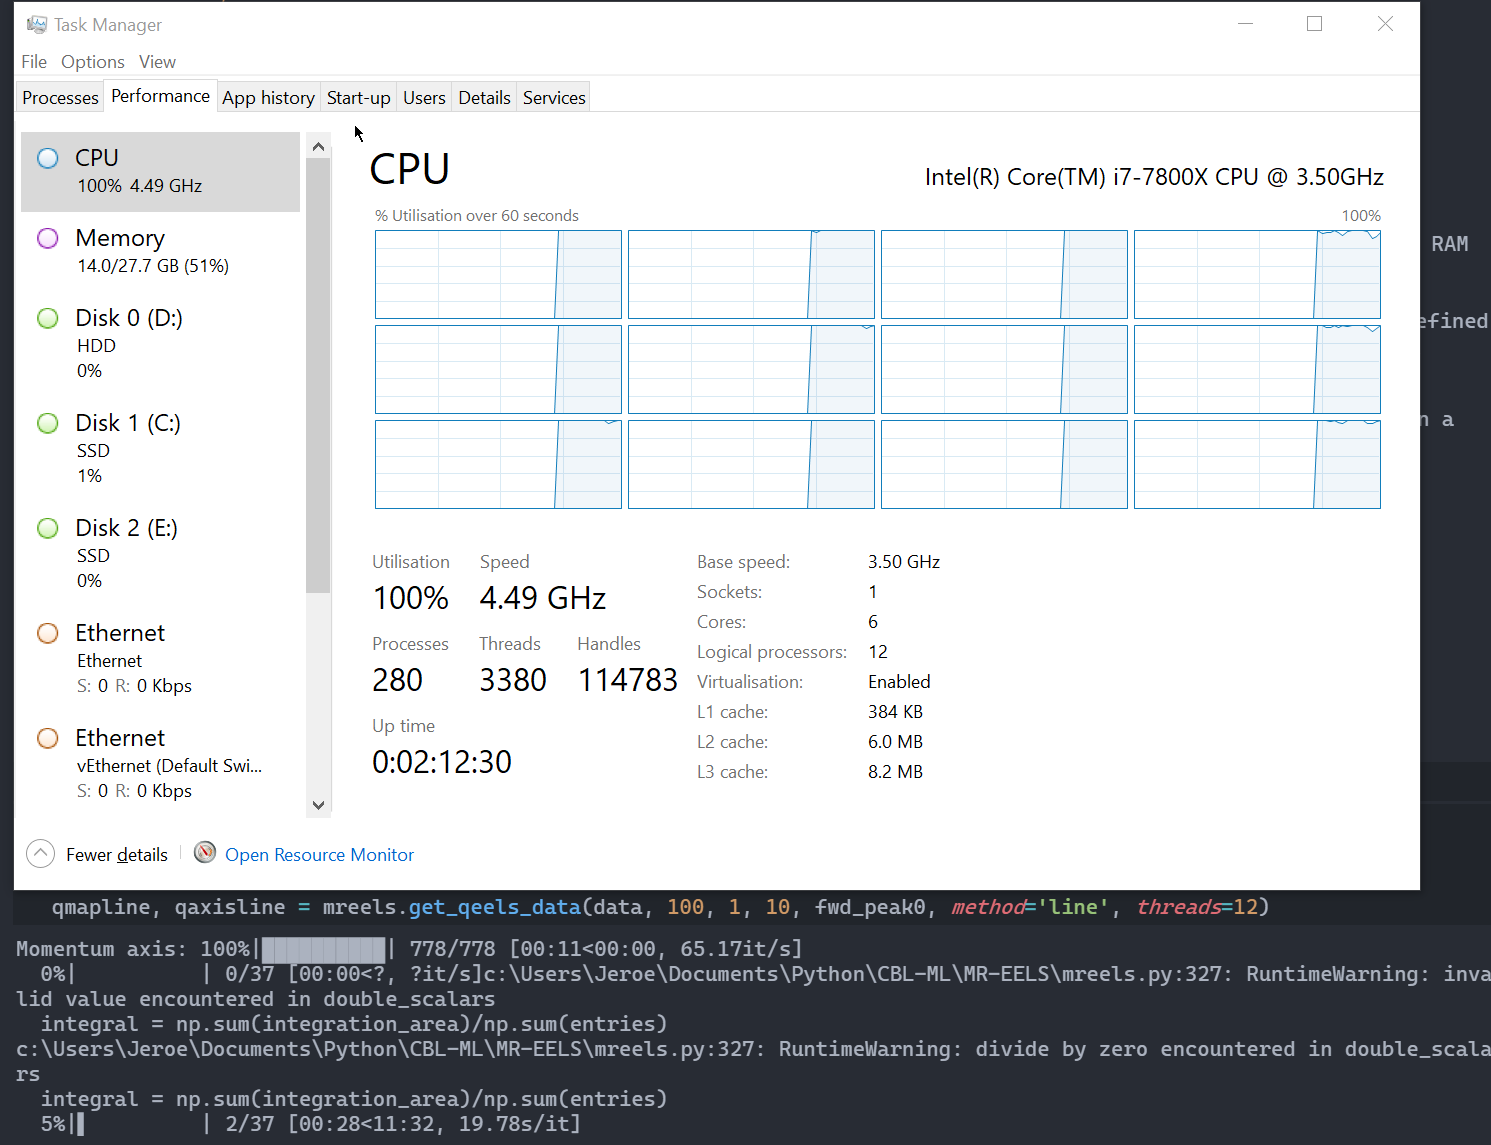 Task Manager
File Options View
Processes Performance App history Start-up Users Details Services
CPU
100% 4.49 GHz
Memory
14.0/27.7 GB (51%)
Disk 0 (D:)
HDD
0%
Disk 1 (C:)
SSD
1%
Disk 2 (E:)
SSD
0%
Ethernet
Ethernet
S: 0 R: 0 Kbps
Ethernet
vEthernet (Default Swi...
S: 0 R: 0 Kbps
CPU
Intel(R) Core(TM) i7-7800X CPU @ 3.50GHz
% Utilisation over 60 seconds 100%
Utilisation Speed
100% 4.49 GHz
Processes Threads Handles
280 3380 114783
Up time
0:02:12:30
Base speed: 3.50 GHz
Sockets: 1
Cores: 6
Logical processors: 12
Virtualisation: Enabled
L1 cache: 384 KB
L2 cache: 6.0 MB
L3 cache: 8.2 MB
Fewer details Open Resource Monitor
RAM
efined
a
qmapline, qaxisline = mreels.get_qeels_data(data, 100, 1, 10, fwd_peak0, method='line', threads=12)
Momentum axis: 100%|██████████| 778/778 [00:11<00:00, 65.17it/s]
0%| | 0/37 [00:00<?, ?it/s]c:\Users\Jeroe\Documents\Python\CBL-ML\MR-EELS\mreels.py:327: RuntimeWarning: inva
lid value encountered in double_scalars
integral = np.sum(integration_area)/np.sum(entries)
c:\Users\Jeroe\Documents\Python\CBL-ML\MR-EELS\mreels.py:327: RuntimeWarning: divide by zero encountered in double_scala
rs
integral = np.sum(integration_area)/np.sum(entries)
5%|▌ | 2/37 [00:28<11:32, 19.78s/it]